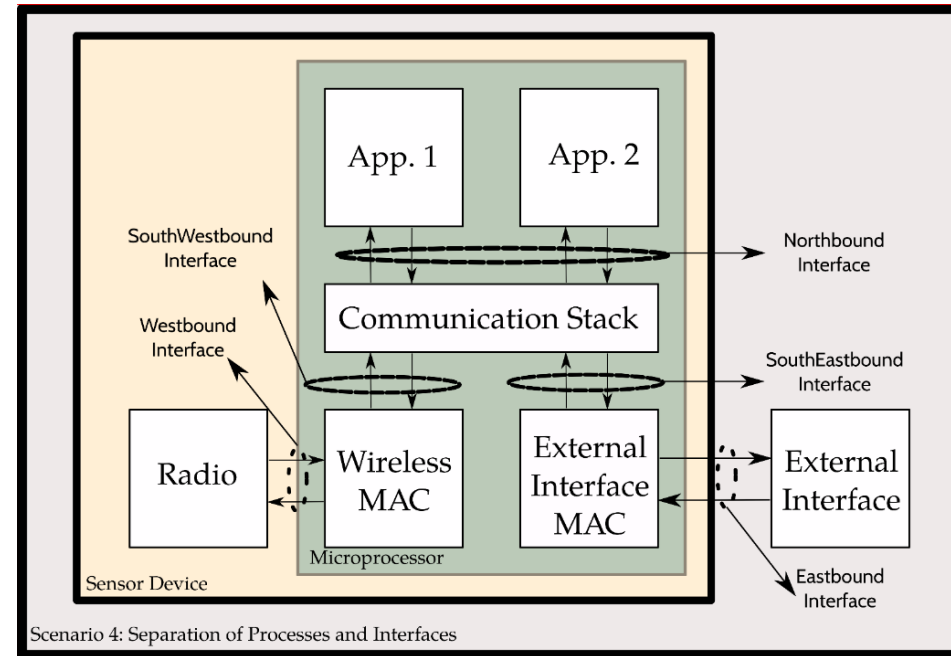 App. 1
App. 2
SouthWestbound
Interface
Northbound
Interface
Communication Stack
Westbound
Interface
SouthEastbound
Interface
Radio
Wireless
MAC
External
Interface
MAC
External
Interface
Microprocessor
Sensor Device
Eastbound
Interface
Scenario 4: Separation of Processes and Interfaces